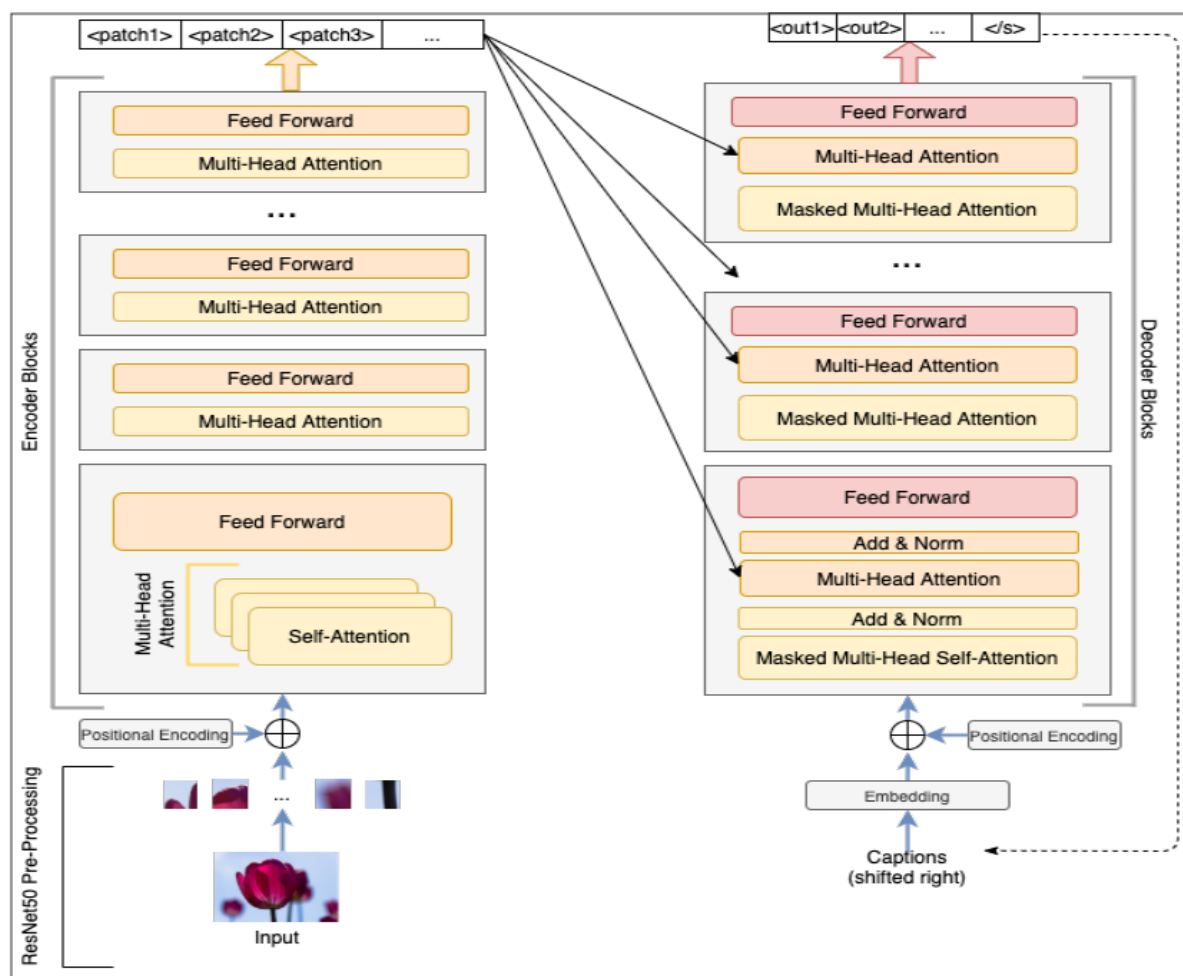 <patch1> <patch2> <patch3> ...
Feed Forward
Multi-Head Attention
...
Feed Forward
Multi-Head Attention
Feed Forward
Multi-Head Attention
Feed Forward
Multi-Head
Attention
Self-Attention
Encoder Blocks
Positional Encoding
...
Input
ResNet50 Pre-Processing
<out1> <out2> ... </s>
Feed Forward
Multi-Head Attention
Masked Multi-Head Attention
...
Feed Forward
Multi-Head Attention
Masked Multi-Head Attention
Feed Forward
Add & Norm
Multi-Head Attention
Add & Norm
Masked Multi-Head Self-Attention
Decoder Blocks
Positional Encoding
Embedding
Captions
(shifted right)